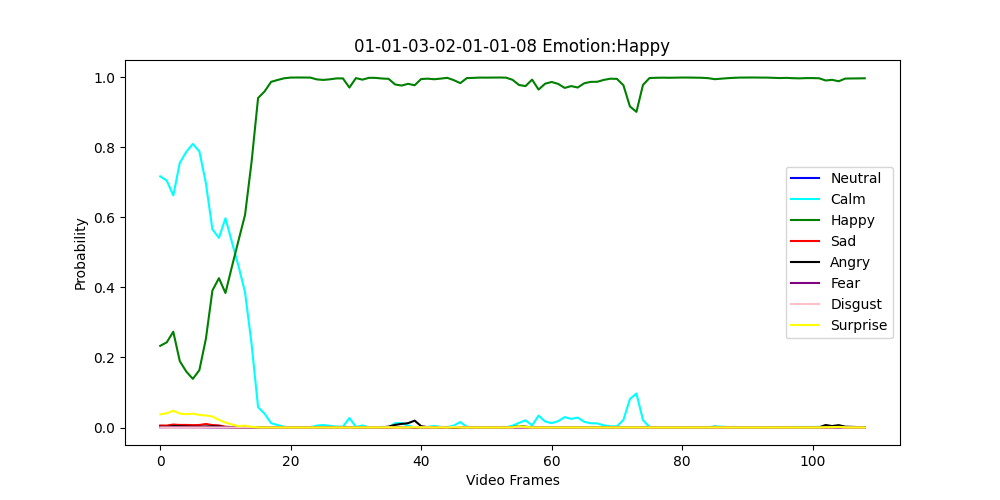 01-01-03-02-01-01-08 Emotion:Happy
1.0
0.8
0.6
0.4
0.2
0.0
Probability
0 20 40 60 80 100
Video Frames
Neutral
Calm
Happy
Sad
Angry
Fear
Disgust
Surprise